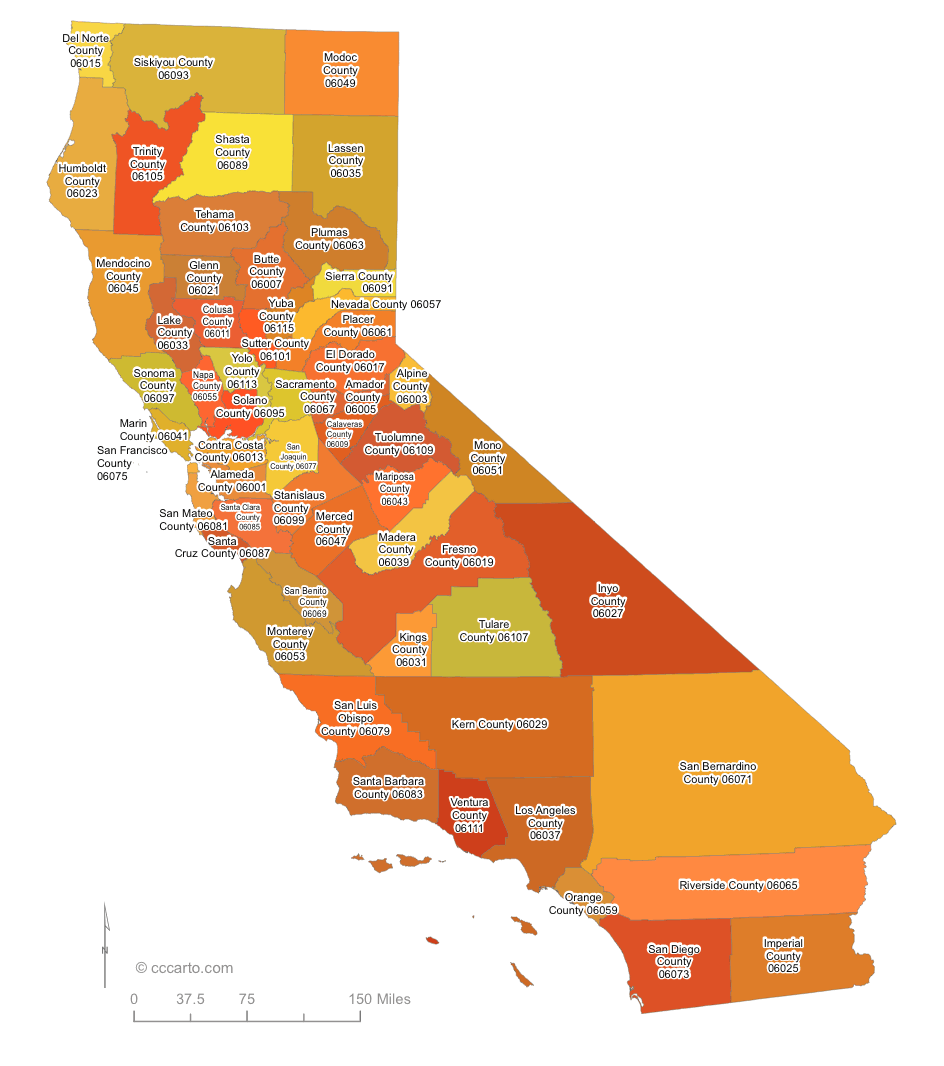 Del Norte
County
06015
Siskiyou County
06093
Modoc
County
06049
Shasta
County
06089
Trinity
County
06105
Lassen
County
06035
Humboldt
County
06023
Tehama
County 06103
Plumas
County 06063
Mendocino
County
06045
Glenn
County
06021
Butte
County
06007
Sierra County
06091
Nevada County 06057
Yuba
County
06115
Colusa
County
06011
Placer
County 06061
Lake
County
06033
Sutter County
06101
El Dorado
County 06017
Yolo
County
06113
Sonoma
County
06097
Napa
County
06055
Alpine
County
06003
Sacramento
County
06067
Amador
County
06005
Solano
County 06095
Marin
County 06041
Calaveras
County
06009
Tuolumne
County 06109
Mono
County
06051
San Francisco
County
06075
Contra Costa
County 06013
San
Joaquin
County 06077
Alameda
County 06001
Mariposa
County
06043
Stanislaus
County
06099
Santa Clara
County
06085
San Mateo
County 06081
Merced
County
06047
Santa
Cruz County 06087
Madera
County
06039
Fresno
County 06019
San Benito
County
06069
Inyo
County
06027
Monterey
County
06053
Kings
County
06031
Tulare
County 06107
San Luis
Obispo
County 06079
Kern County 06029
San Bernardino
County 06071
Santa Barbara
County 06083
Ventura
County
06111
Los Angeles
County
06037
Riverside County 06065
Orange
County 06059
San Diego
County
06073
Imperial
County
06025
N
© cccarto.com
0 37.5 75 150 Miles